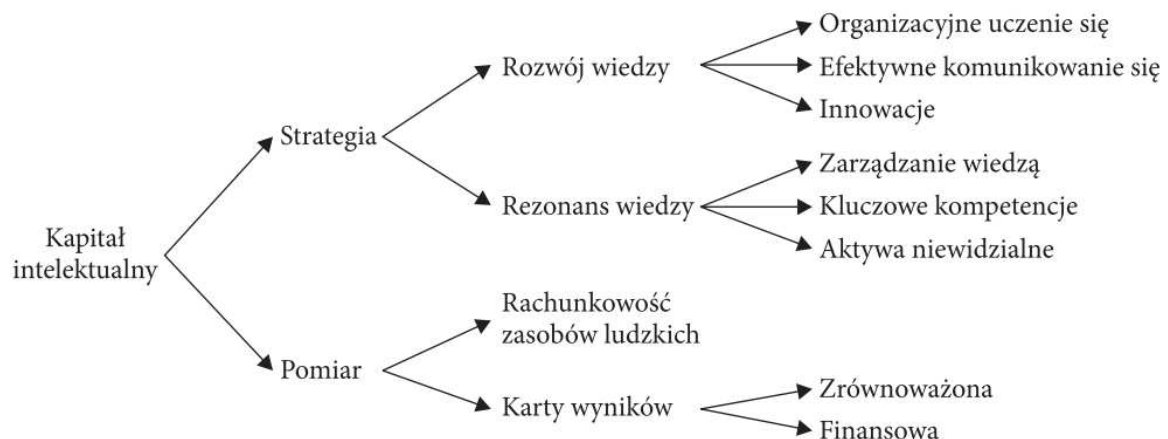 Kapitał
intelektualny
Strategia
Rozwój wiedzy
Organizacyjne uczenie się
Efektywne komunikowanie się
Innowacje
Rezonans wiedzy
Zarządzanie wiedzą
Kluczowe kompetencje
Aktywa niewidzialne
Pomiar
Rachunkowość
zasobów ludzkich
Karty wyników
Zrównoważona
Finansowa